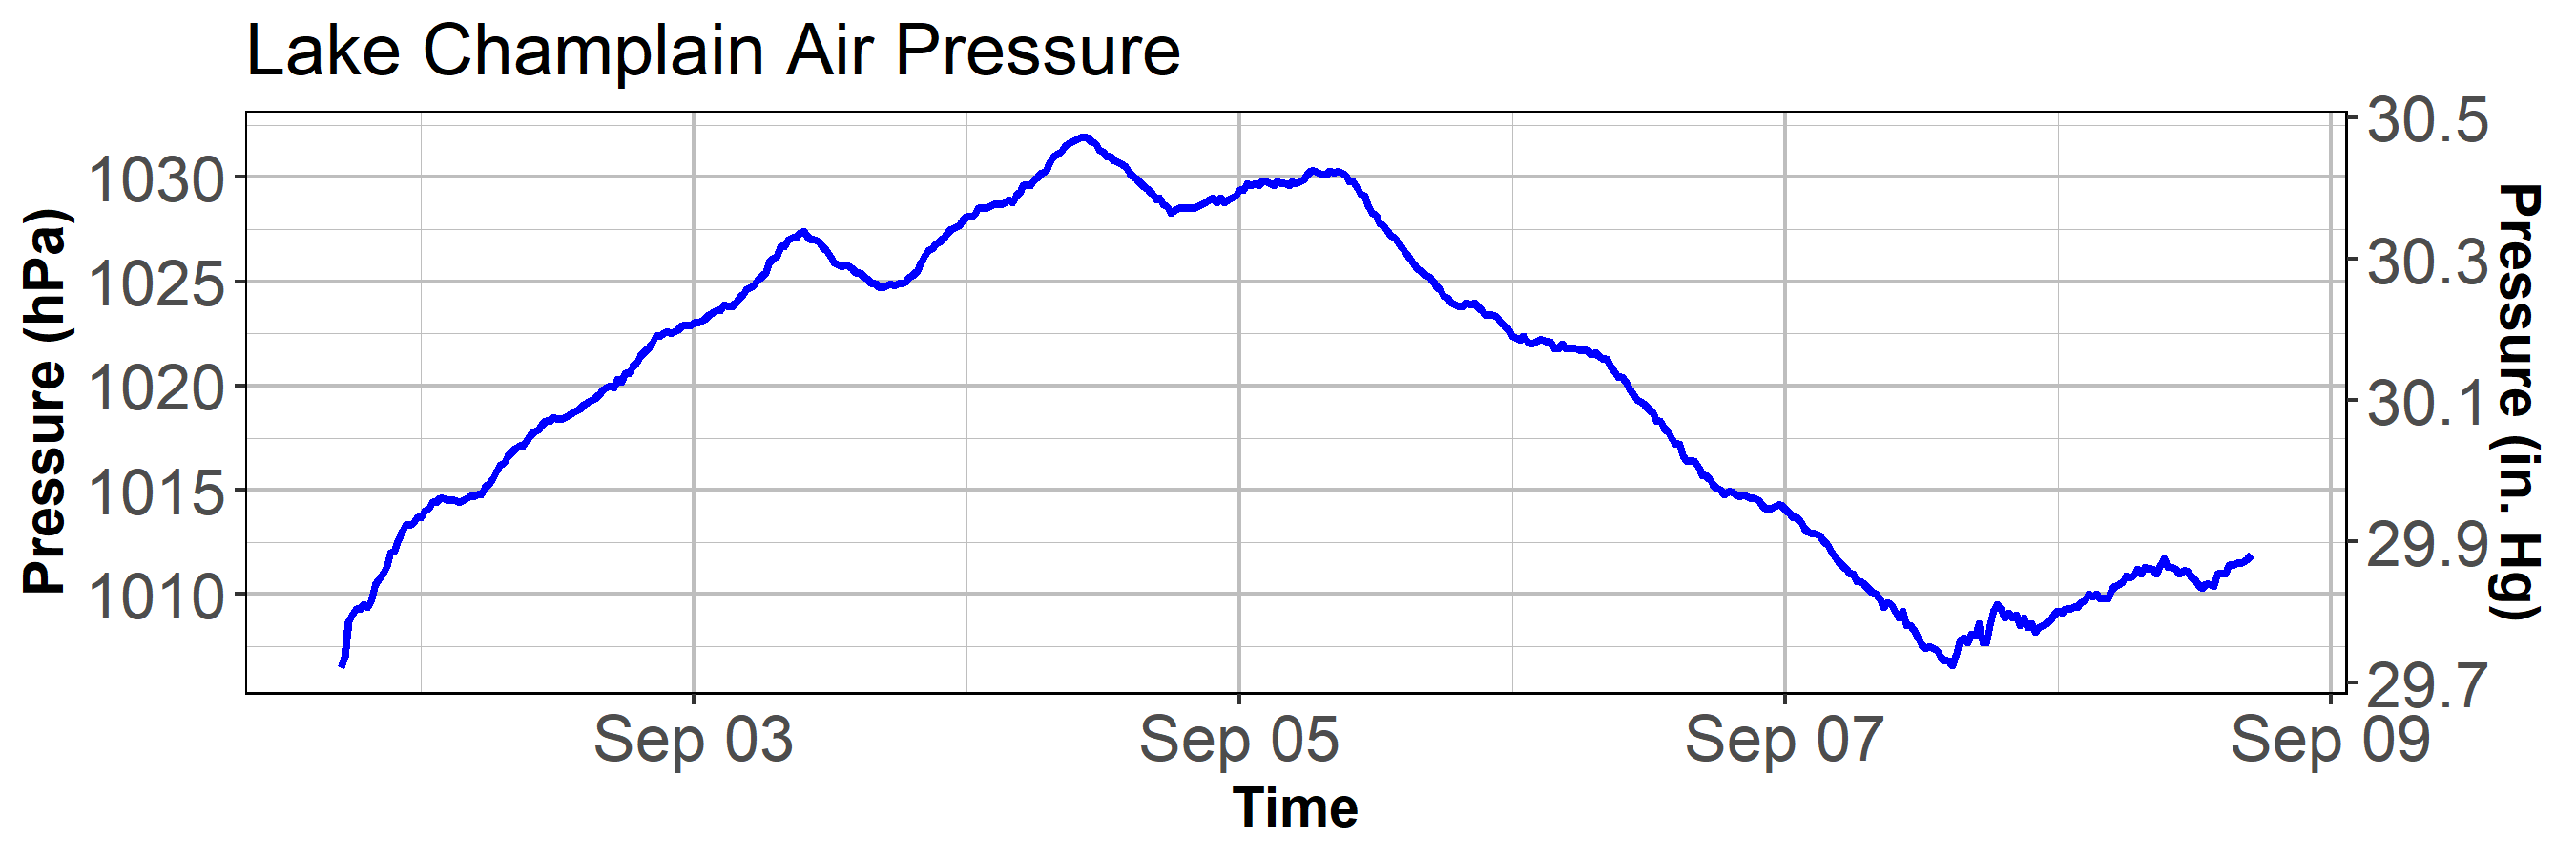 Lake Champlain Air Pressure
Pressure (hPa)
1030
1025
1020
1015
1010
30.5
30.3
30.1
29.9
29.7
Pressure (in. Hg)
Sep 03 Sep 05 Sep 07 Sep 09
Time